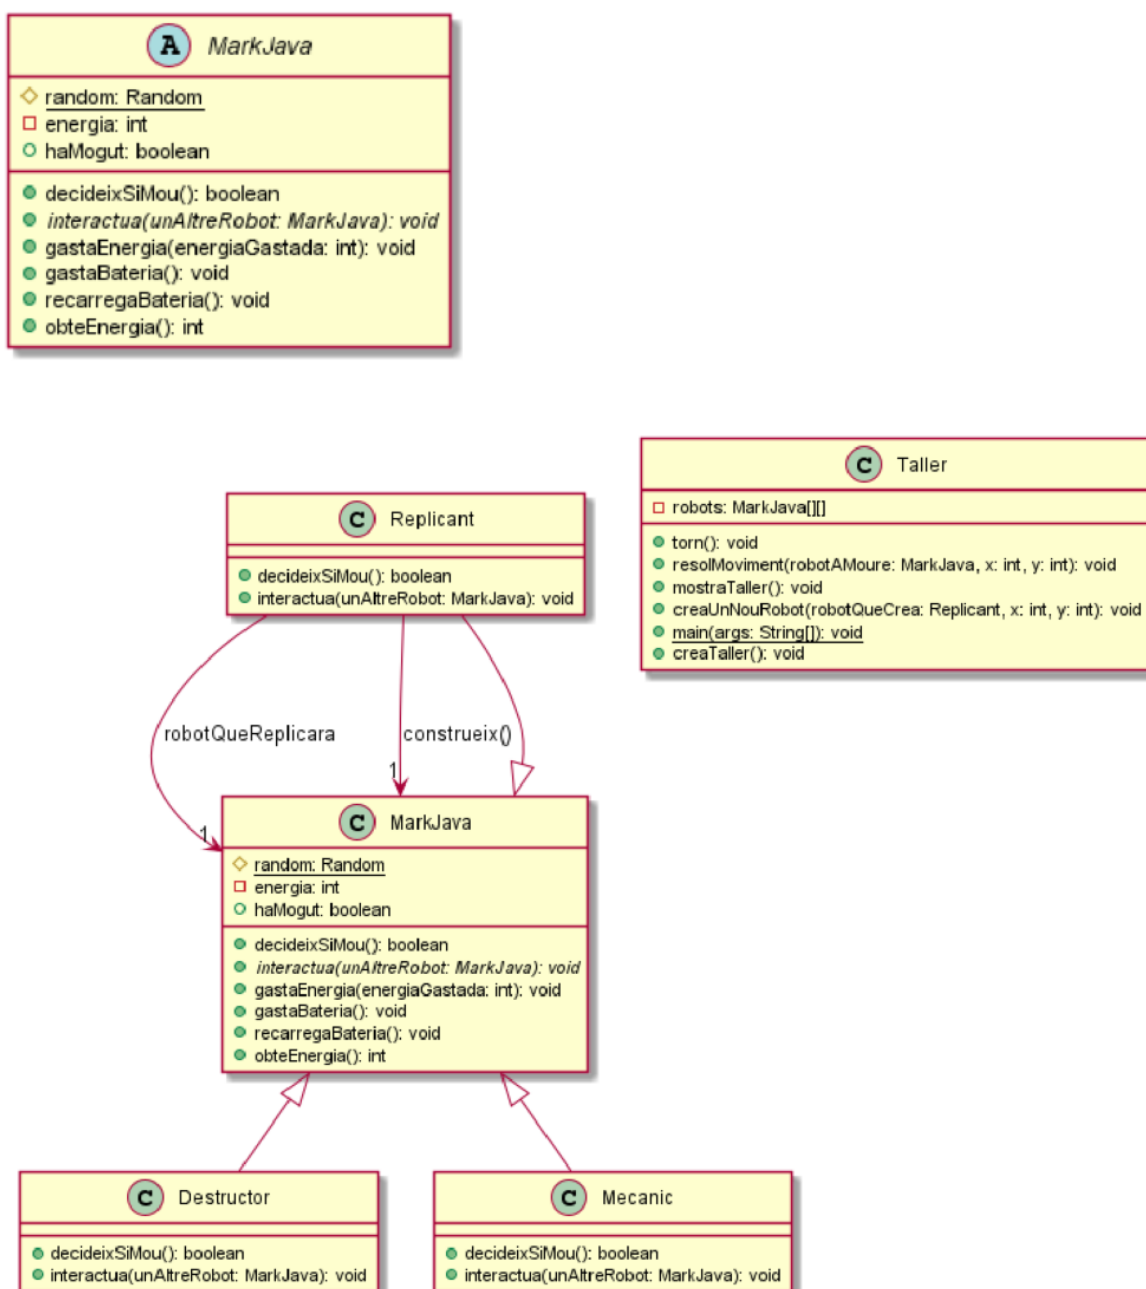 A MarkJava
random: Random
energia: int
haMogut: boolean
decideixSiMou(): boolean
interactua(unAltreRobot: MarkJava): void
gastaEnergia(energiaGastada: int): void
gastaBateria(): void
recarregaBateria(): void
obteEnergia(): int
C Taller
robots: MarkJava[][]
torn(): void
resolMoviment(robotAMoure: MarkJava, x: int, y: int): void
mostraTaller(): void
creaUnNouRobot(robotQueCrea: Replicant, x: int, y: int): void
main(args: String[]): void
creaTaller(): void
C Replicant
decideixSiMou(): boolean
interactua(unAltreRobot: MarkJava): void
robotQueReplicara
construeix()
1
1
C MarkJava
random: Random
energia: int
haMogut: boolean
decideixSiMou(): boolean
interactua(unAltreRobot: MarkJava): void
gastaEnergia(energiaGastada: int): void
gastaBateria(): void
recarregaBateria(): void
obteEnergia(): int
C Destructor
decideixSiMou(): boolean
interactua(unAltreRobot: MarkJava): void
C Mecanic
decideixSiMou(): boolean
interactua(unAltreRobot: MarkJava): void